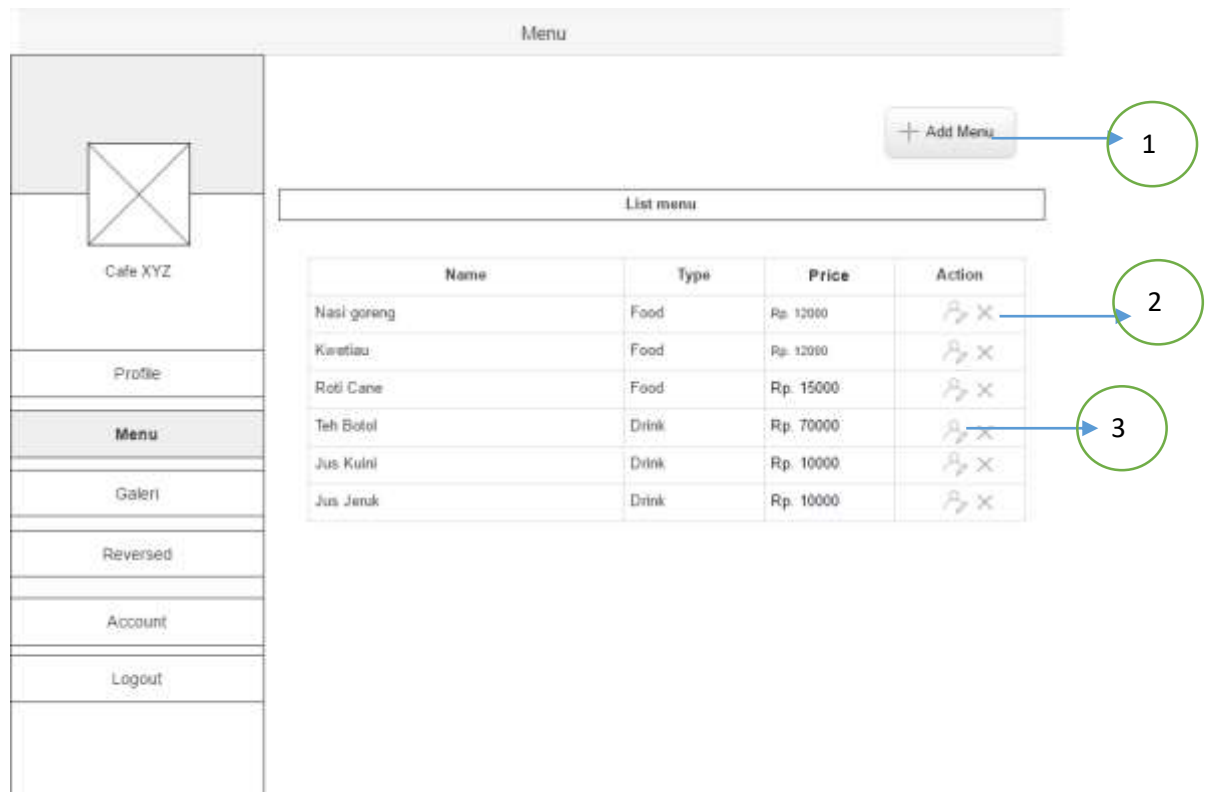 Menu
+ Add Menu
1
List menu
Cafe XYZ
Name Type Price Action
Nasi goreng Food Rp. 12000
2
Kwetiau Food Rp. 12000
Roti Cane Food Rp. 15000
Teh Botol Drink Rp. 70000
3
Jus Kuini Drink Rp. 10000
Jus Jeruk Drink Rp. 10000
Profile
Menu
Galeri
Reversed
Account
Logout